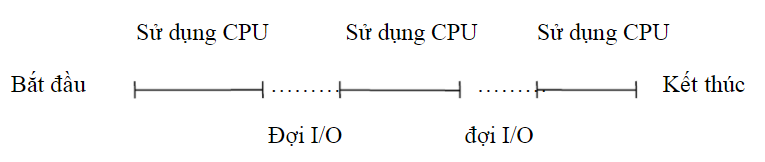 Sử dụng CPU Sử dụng CPU Sử dụng CPU
Bắt đầu Kết thúc
Đợi I/O đợi I/O